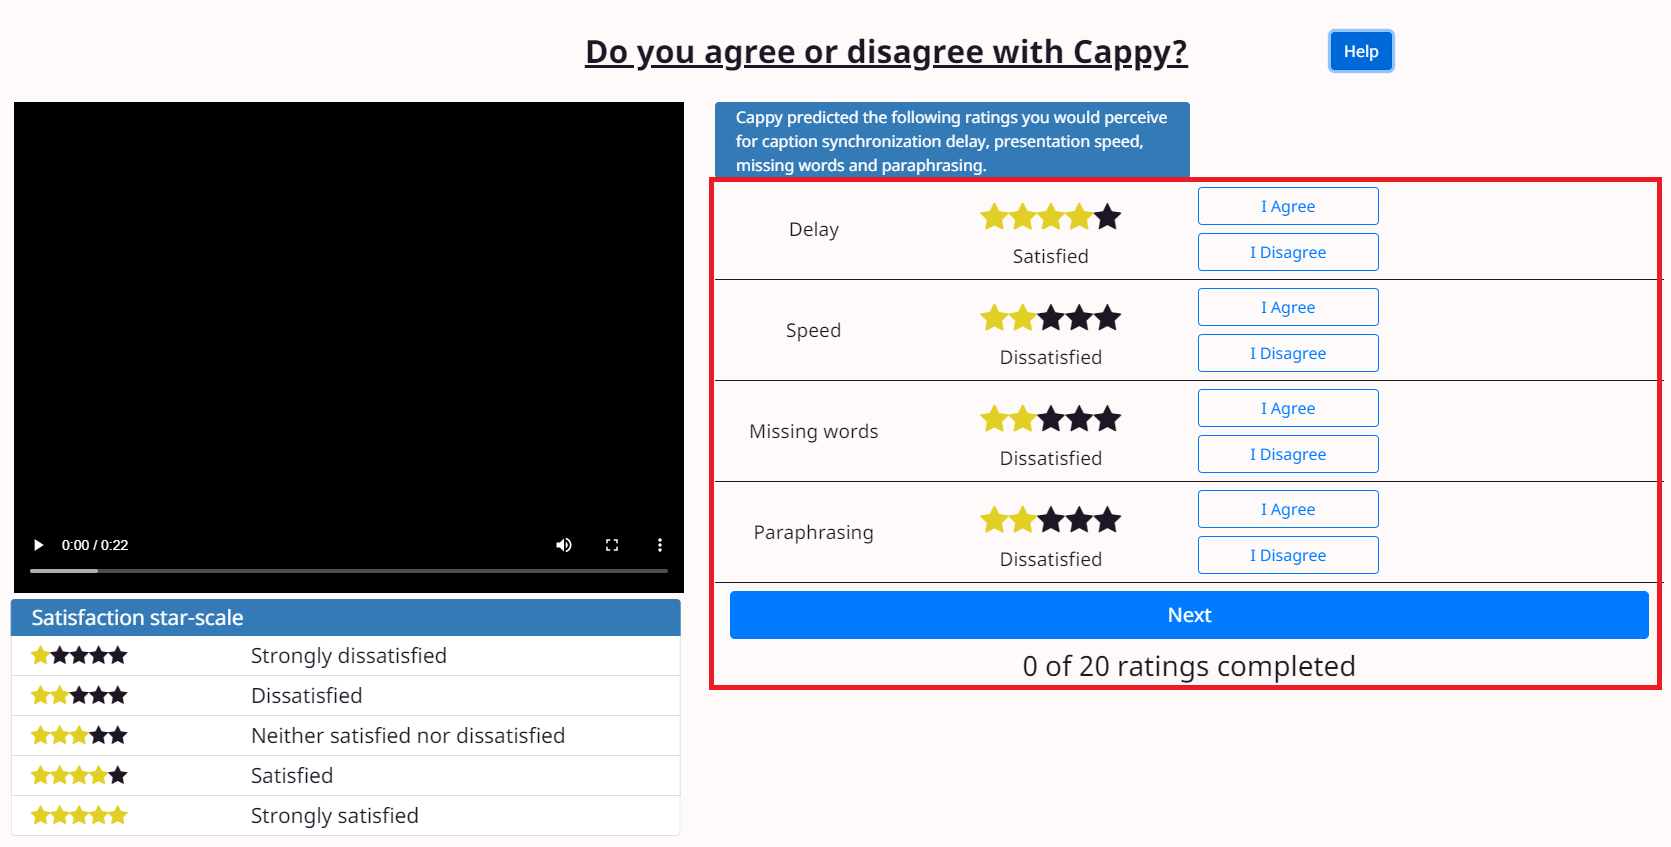 Do you agree or disagree with Cappy?
Help
Cappy predicted the following ratings you would perceive
for caption synchronization delay, presentation speed,
missing words and paraphrasing.
Delay
Satisfied
I Agree
I Disagree
Speed
Dissatisfied
I Agree
I Disagree
Missing words
Dissatisfied
I Agree
I Disagree
Paraphrasing
Dissatisfied
I Agree
I Disagree
Next
0 of 20 ratings completed
0:00 / 0:22
Satisfaction star-scale
Strongly dissatisfied
Dissatisfied
Neither satisfied nor dissatisfied
Satisfied
Strongly satisfied